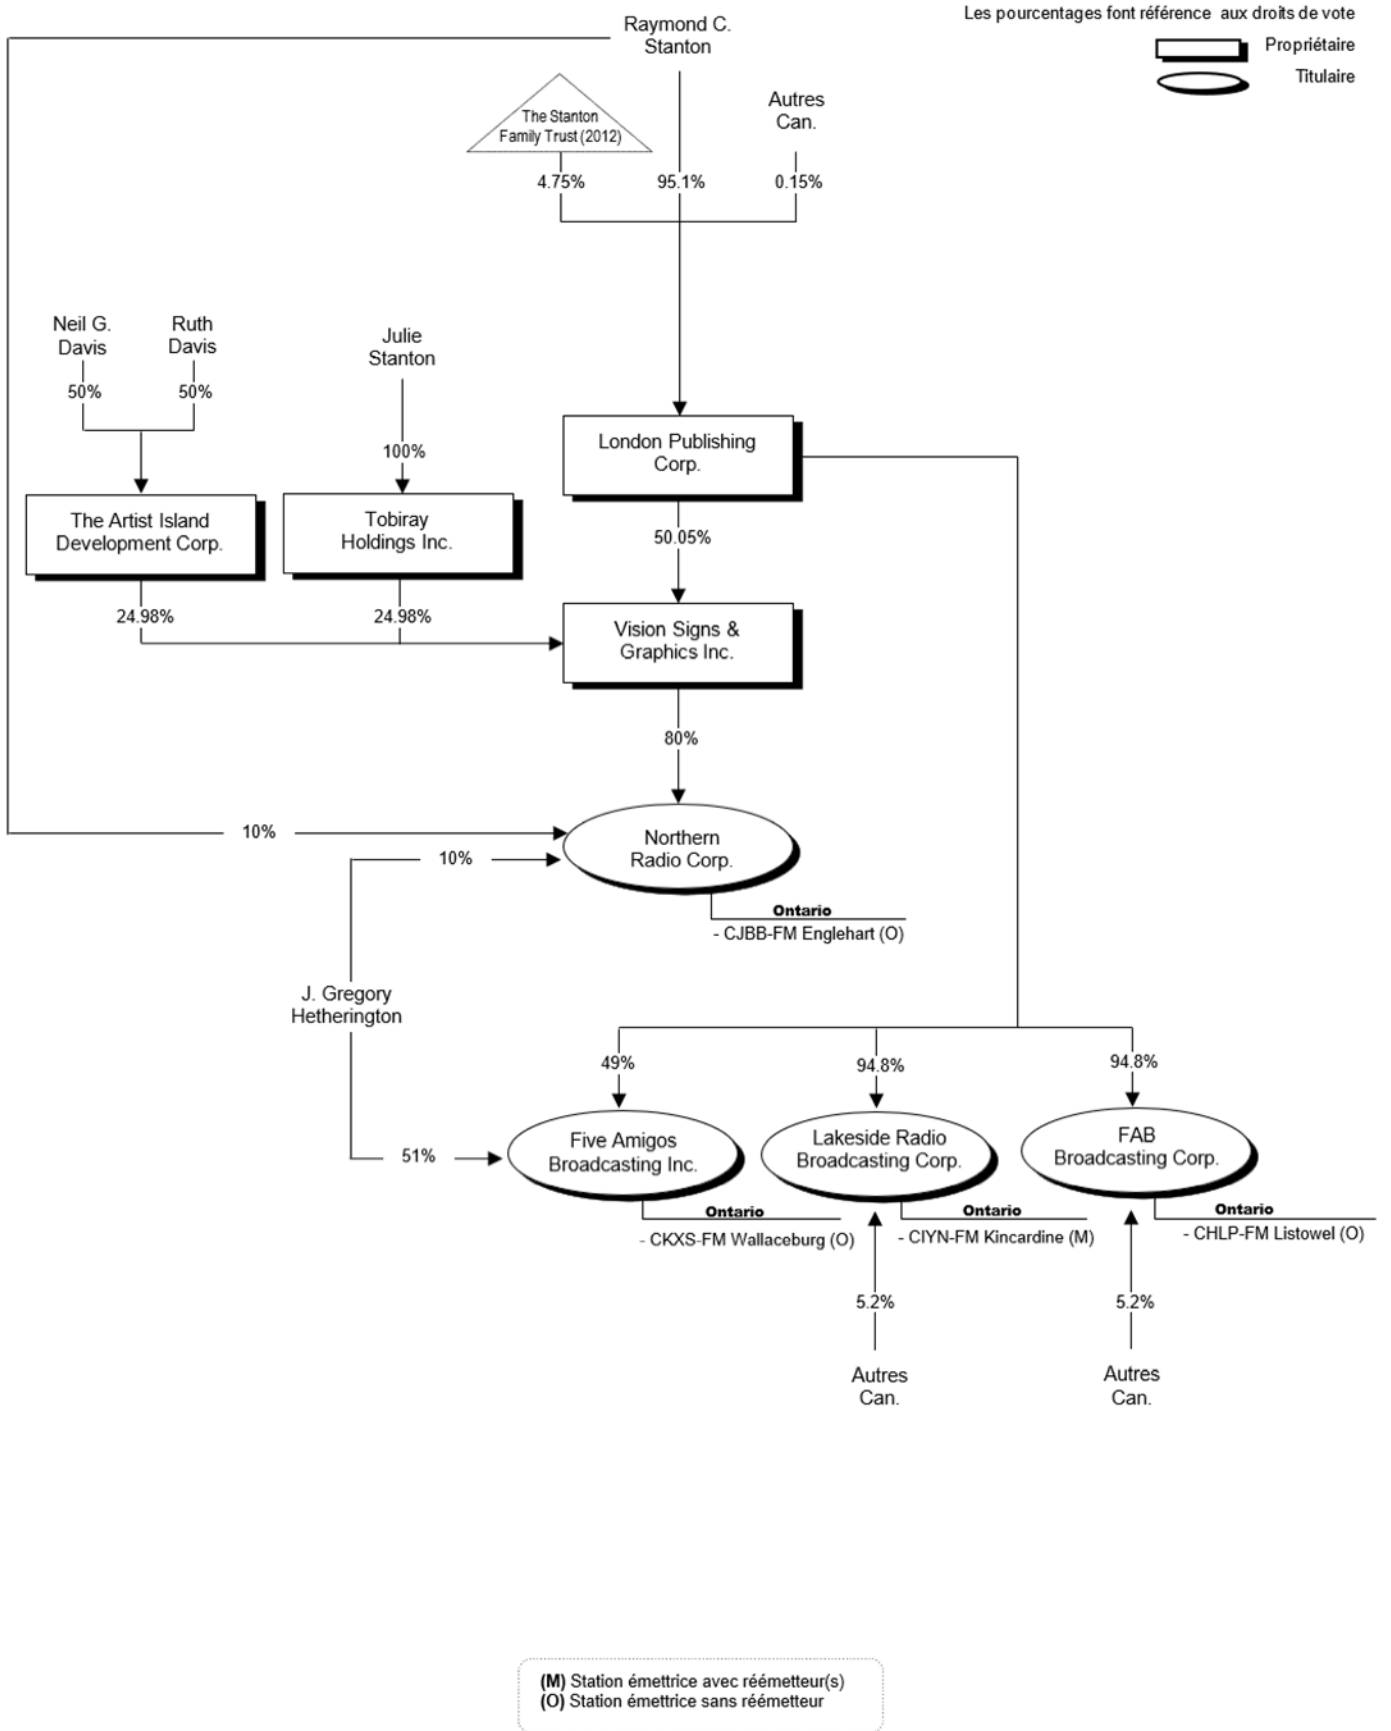 Les pourcentages font référence aux droits de vote
Propriétaire
Titulaire
Raymond C.
Stanton
The Stanton
Family Trust (2012)
Autres
Can.
4.75%
95.1%
0.15%
Neil G.
Davis
Ruth
Davis
Julie
Stanton
50%
50%
100%
London Publishing
Corp.
The Artist Island
Development Corp.
Tobiray
Holdings Inc.
50.05%
24.98%
24.98%
Vision Signs &
Graphics Inc.
80%
10%
10%
Northern
Radio Corp.
Ontario
- CJBB-FM Englehart (O)
J. Gregory
Hetherington
49%
94.8%
94.8%
51%
Five Amigos
Broadcasting Inc.
Lakeside Radio
Broadcasting Corp.
FAB
Broadcasting Corp.
Ontario
- CKXS-FM Wallaceburg (O)
Ontario
- CIYN-FM Kincardine (M)
Ontario
- CHLP-FM Listowel (O)
5.2%
5.2%
Autres
Can.
Autres
Can.
(M) Station émettrice avec réémetteur(s)
(O) Station émettrice sans réémetteur